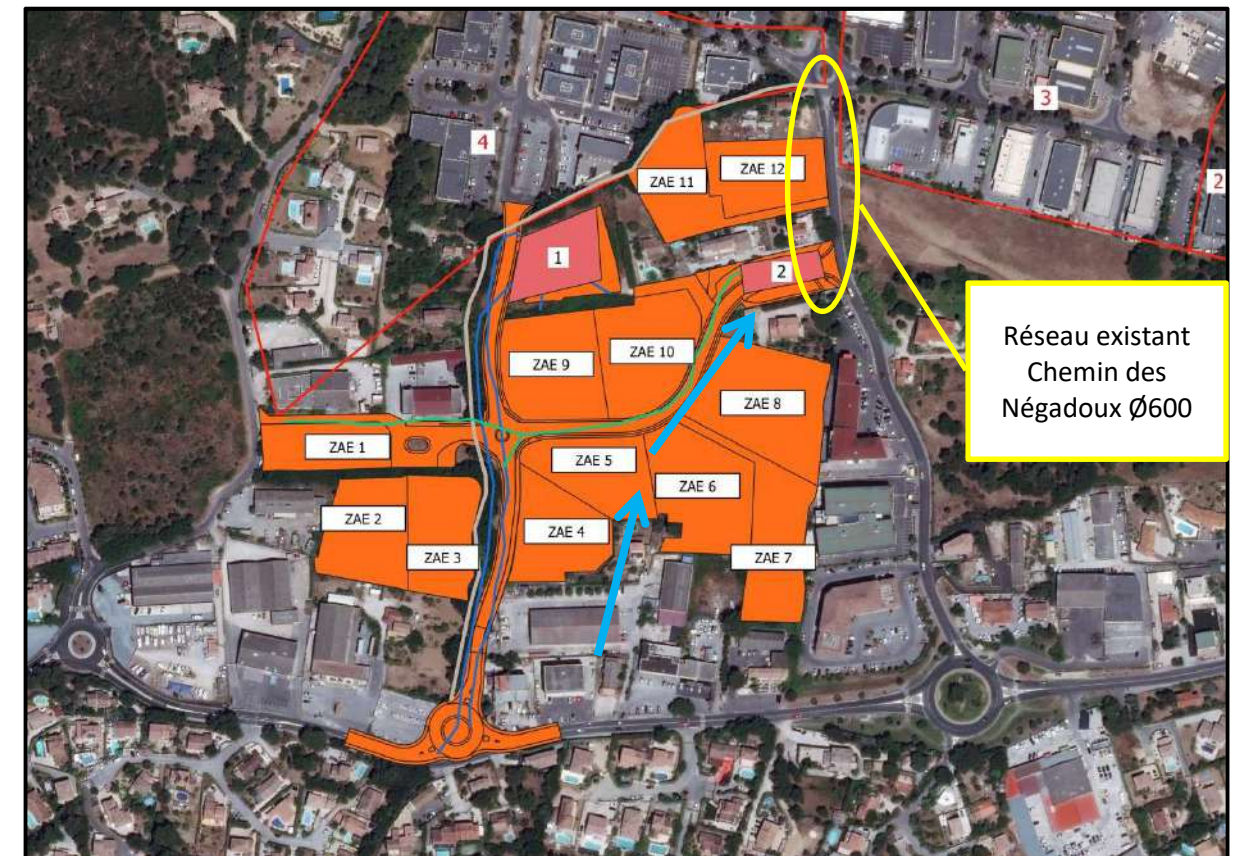 4
3
2
ZAE 12
ZAE 11
1
2
Réseau existant
Chemin des
Négadoux Ø600
ZAE 10
ZAE 9
ZAE 8
ZAE 1
ZAE 5
ZAE 6
ZAE 2
ZAE 4
ZAE 3
ZAE 7